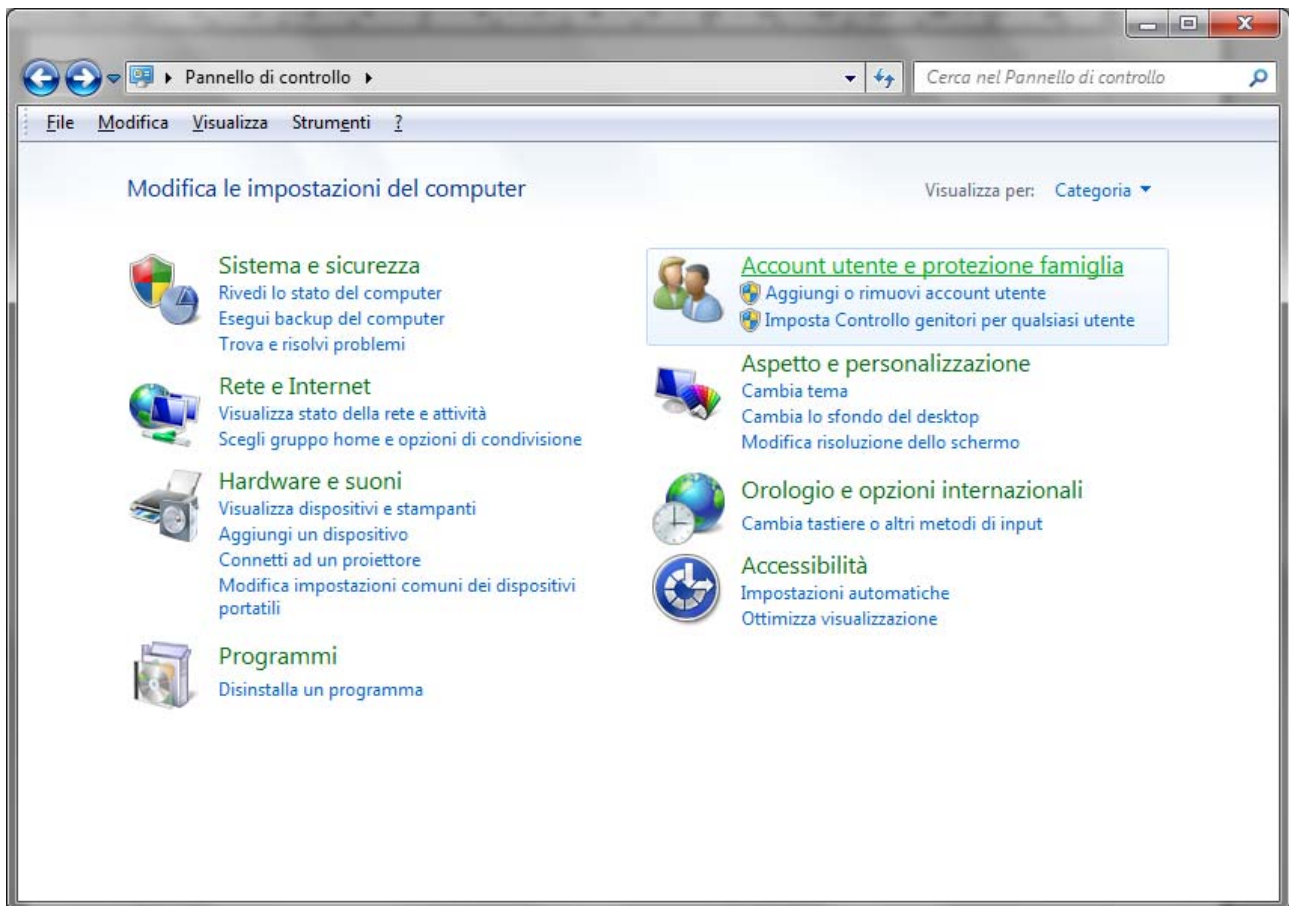 Pannello di controllo
Cerca nel Pannello di controllo
File Modifica Visualizza Strumenti ?
Modifica le impostazioni del computer
Visualizza per: Categoria
Sistema e sicurezza
Rivedi lo stato del computer
Esegui backup del computer
Trova e risolvi problemi
Rete e Internet
Visualizza stato della rete e attività
Scegli gruppo home e opzioni di condivisione
Hardware e suoni
Visualizza dispositivi e stampanti
Aggiungi un dispositivo
Connetti ad un proiettore
Modifica impostazioni comuni dei dispositivi
portatili
Programmi
Disinstalla un programma
Account utente e protezione famiglia
Aggiungi o rimuovi account utente
Imposta Controllo genitori per qualsiasi utente
Aspetto e personalizzazione
Cambia tema
Cambia lo sfondo del desktop
Modifica risoluzione dello schermo
Orologio e opzioni internazionali
Cambia tastiere o altri metodi di input
Accessibilità
Impostazioni automatiche
Ottimizza visualizzazione